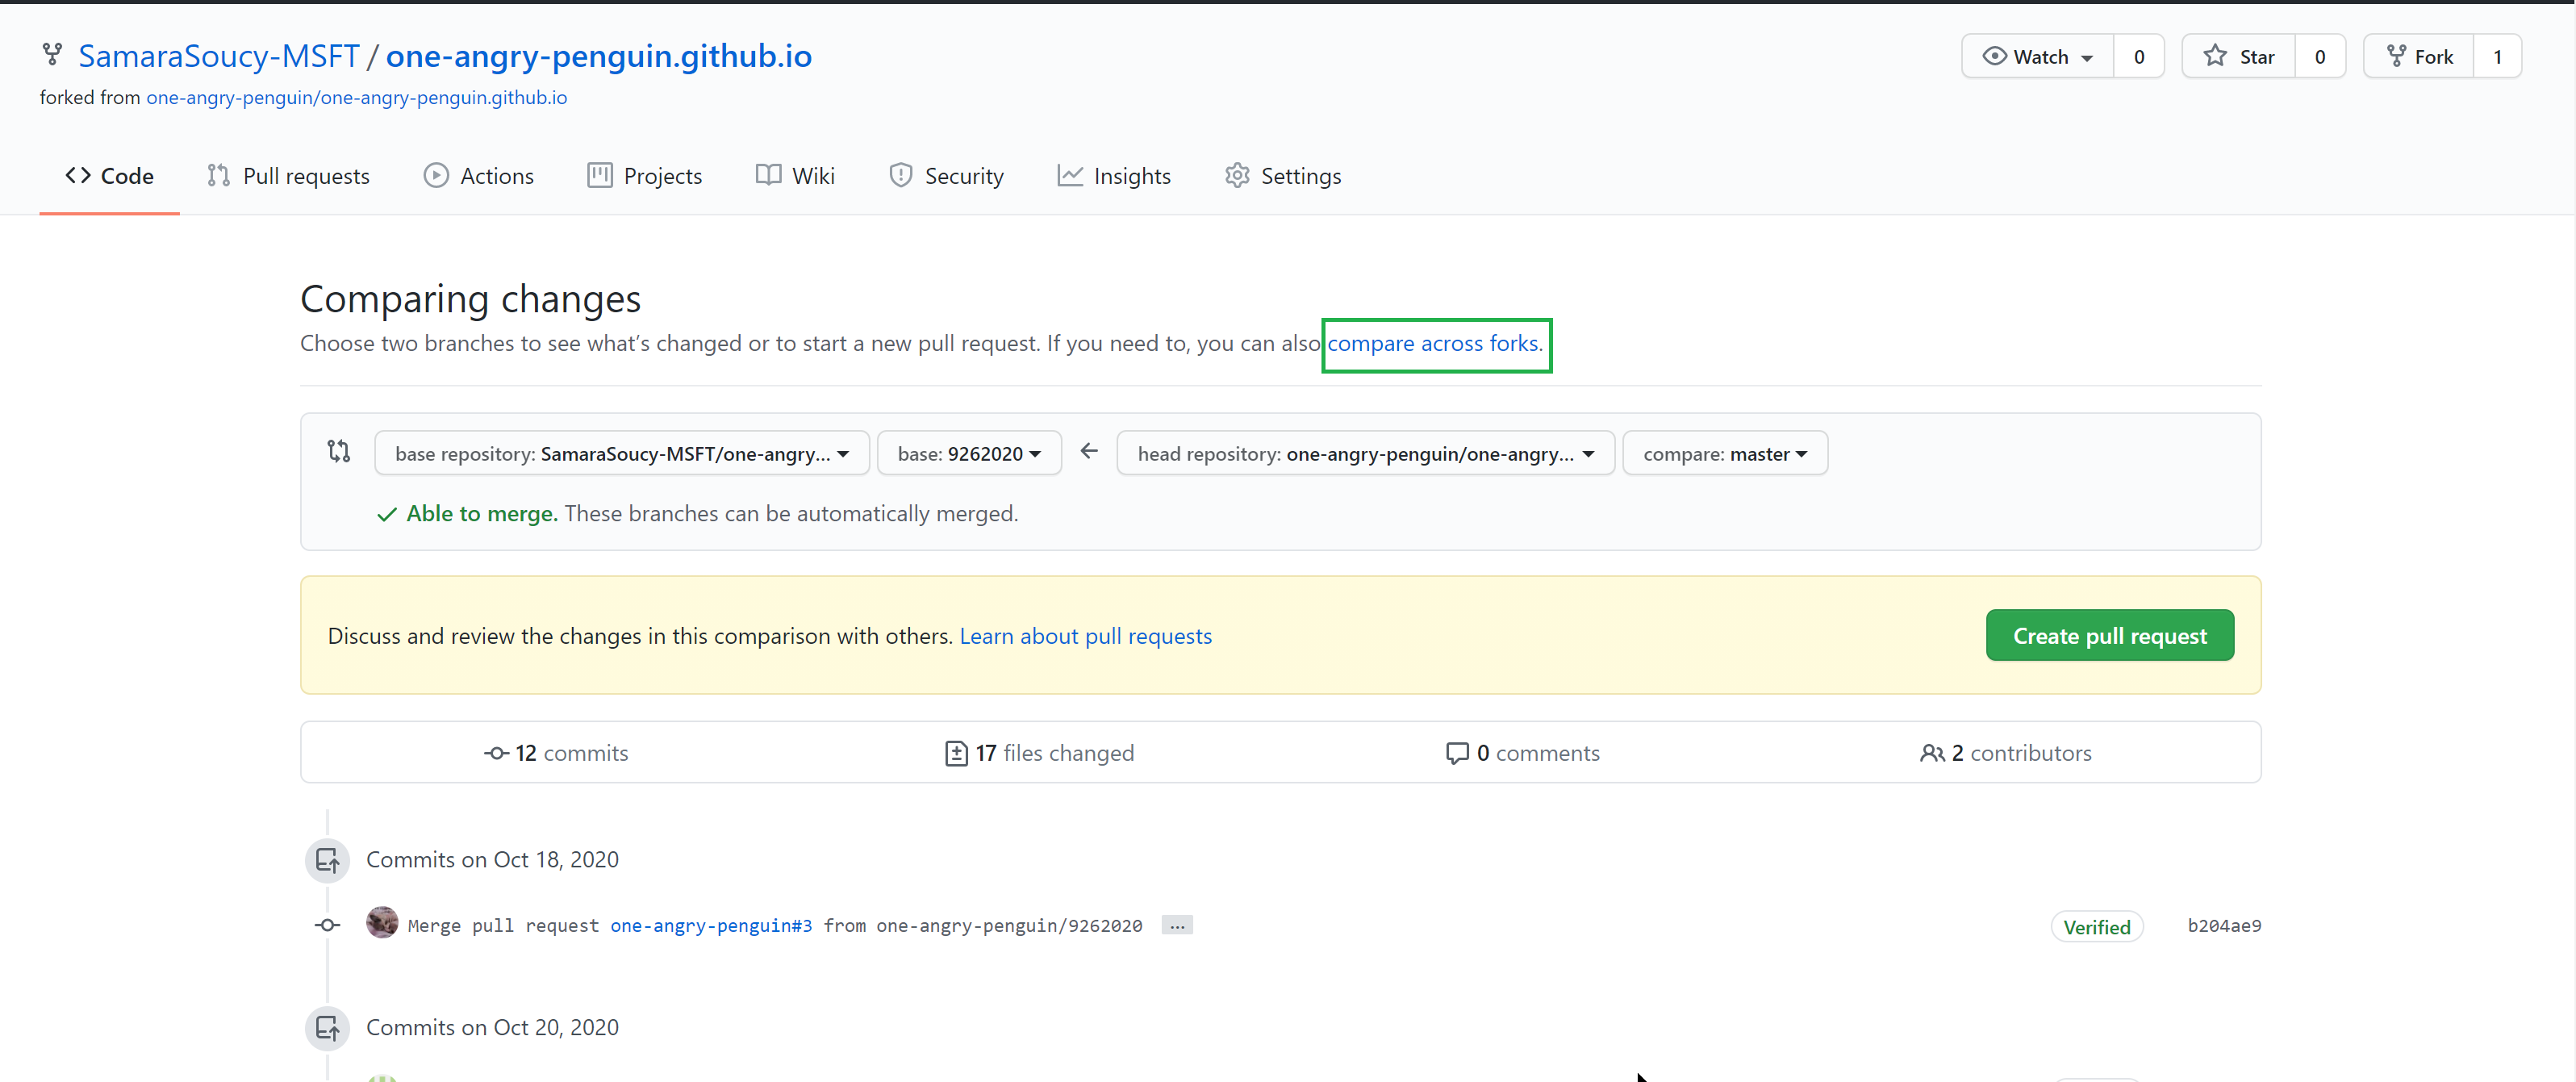 SamaraSoucy-MSFT / one-angry-penguin.github.io
Watch 0 Star 0 Fork 1
forked from one-angry-penguin/one-angry-penguin.github.io
Code Pull requests Actions Projects Wiki Security Insights Settings
Comparing changes
Choose two branches to see what’s changed or to start a new pull request. If you need to, you can also compare across forks.
base repository: SamaraSoucy-MSFT/one-angry... base: 9262020 head repository: one-angry-penguin/one-angry... compare: master
Able to merge. These branches can be automatically merged.
Discuss and review the changes in this comparison with others. Learn about pull requests Create pull request
12 commits 17 files changed 0 comments 2 contributors
Commits on Oct 18, 2020
Merge pull request one-angry-penguin#3 from one-angry-penguin/9262020 ... Verified b204ae9
Commits on Oct 20, 2020